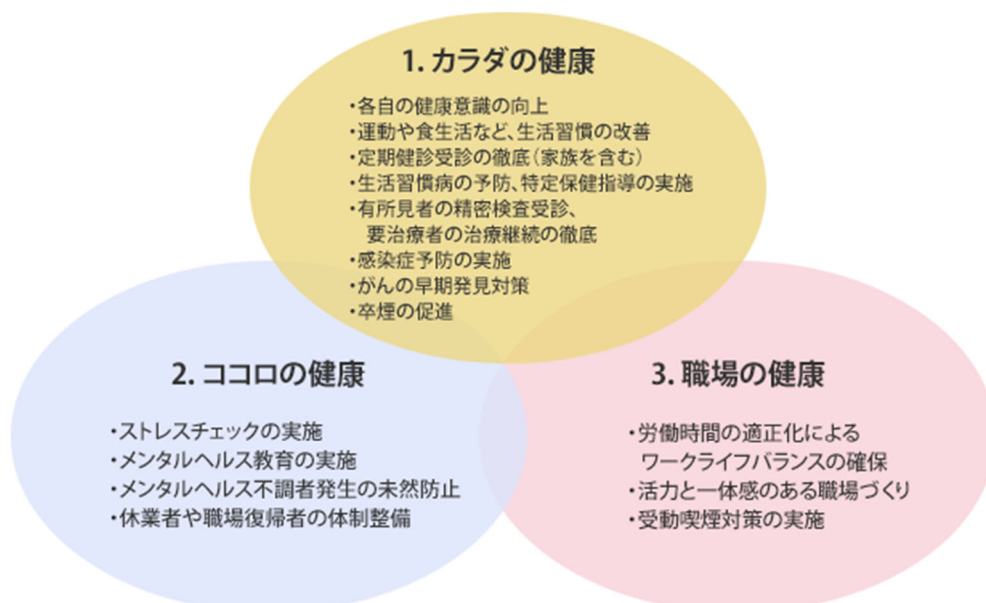 1. カラダの健康
・各自の健康意識の向上
・運動や食生活など、生活習慣の改善
・定期健診受診の徹底（家族を含む）
・生活習慣病の予防、特定保健指導の実施
・有所見者の精密検査受診、
要治療者の治療継続の徹底
・感染症予防の実施
・がんの早期発見対策
・卒煙の促進
2. ココロの健康
・ストレスチェックの実施
・メンタルヘルス教育の実施
・メンタルヘルス不調者発生の未然防止
・休業者や職場復帰者の体制整備
3. 職場の健康
・労働時間の適正化による
ワークライフバランスの確保
・活力と一体感のある職場づくり
・受動喫煙対策の実施